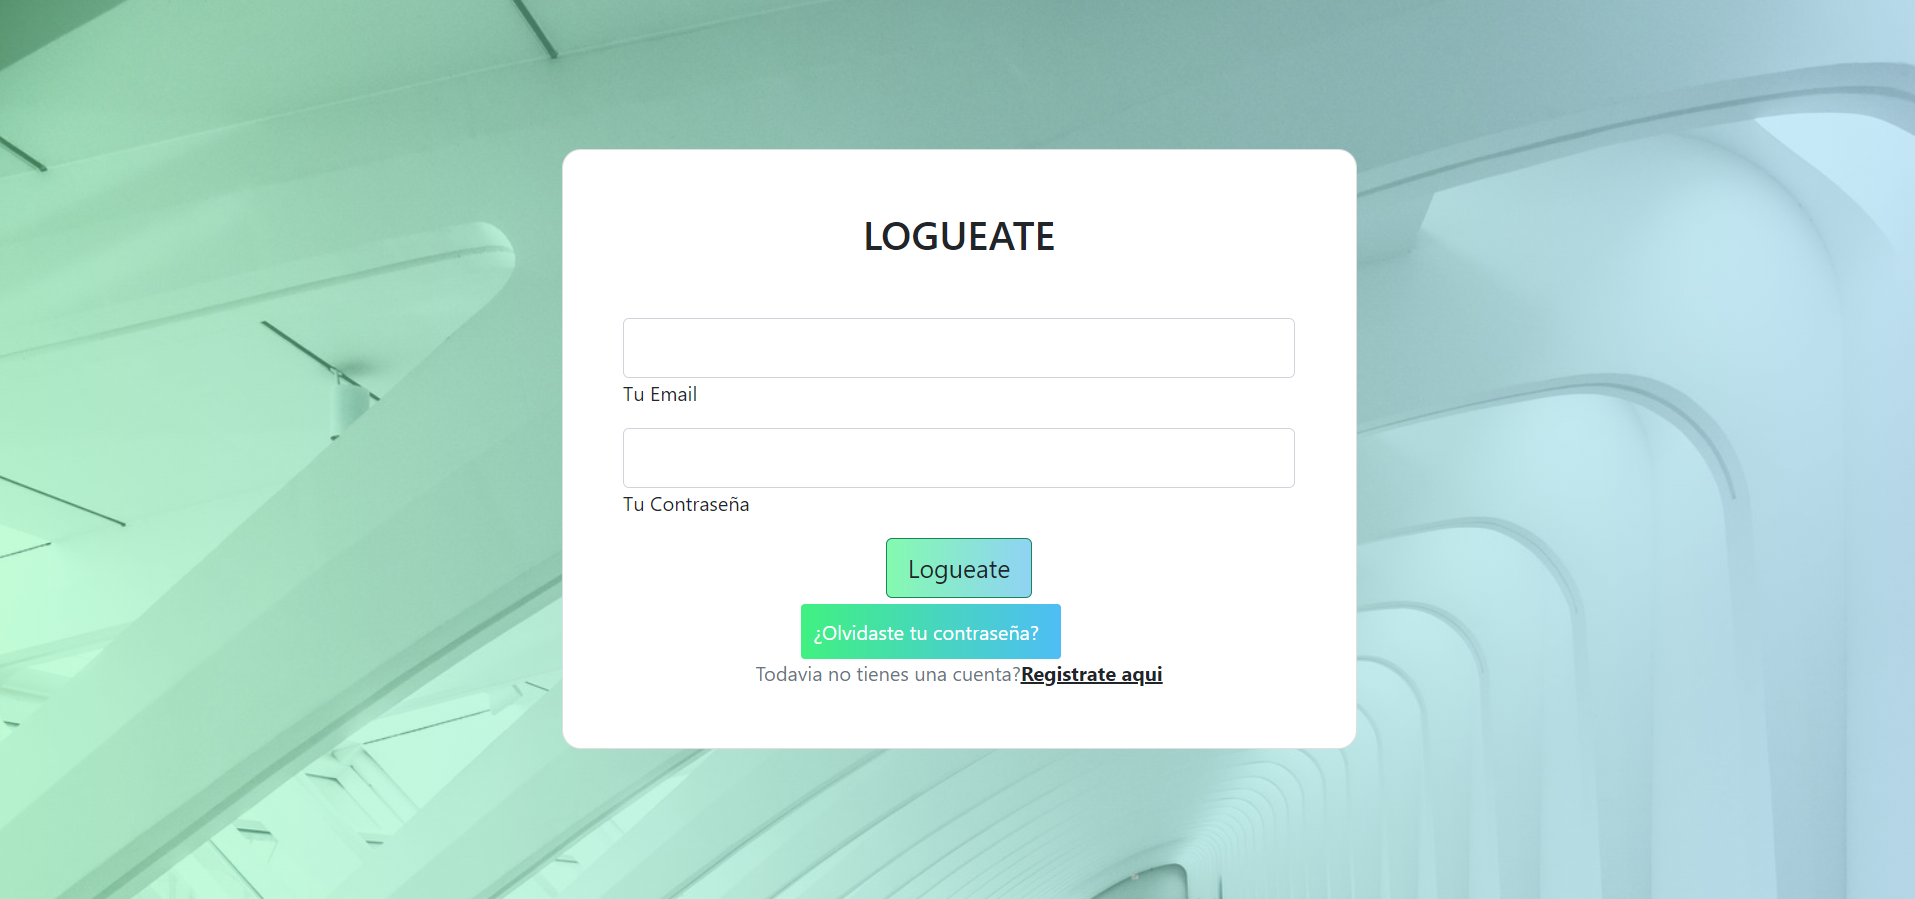 LOGUEATE
Tu Email
Tu Contraseña
Logueate
¿Olvidaste tu contraseña?
Todavia no tienes una cuenta?Registrate aqui